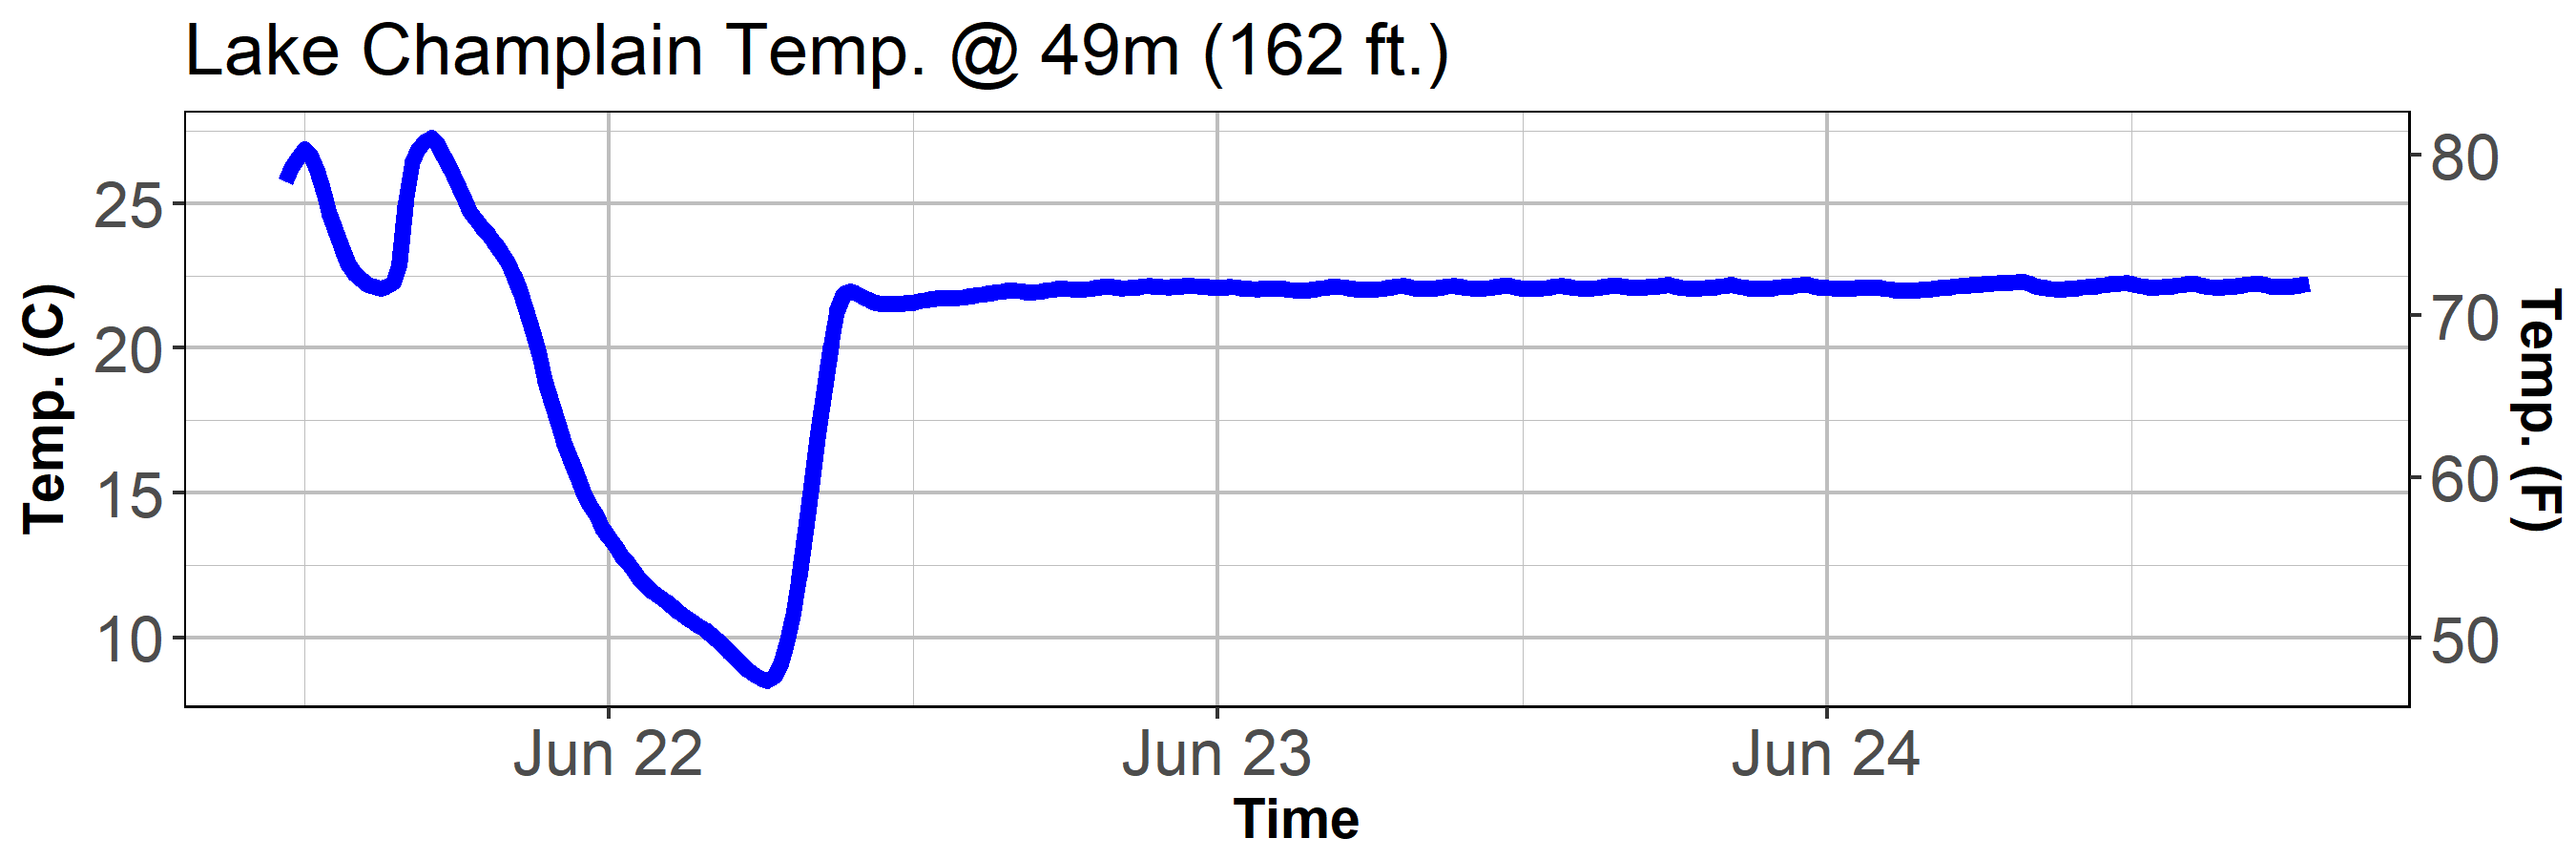 Lake Champlain Temp. @ 49m (162 ft.)
Temp. (C)
25
20
15
10
80
70
60
50
Temp. (F)
Jun 22
Jun 23
Jun 24
Time